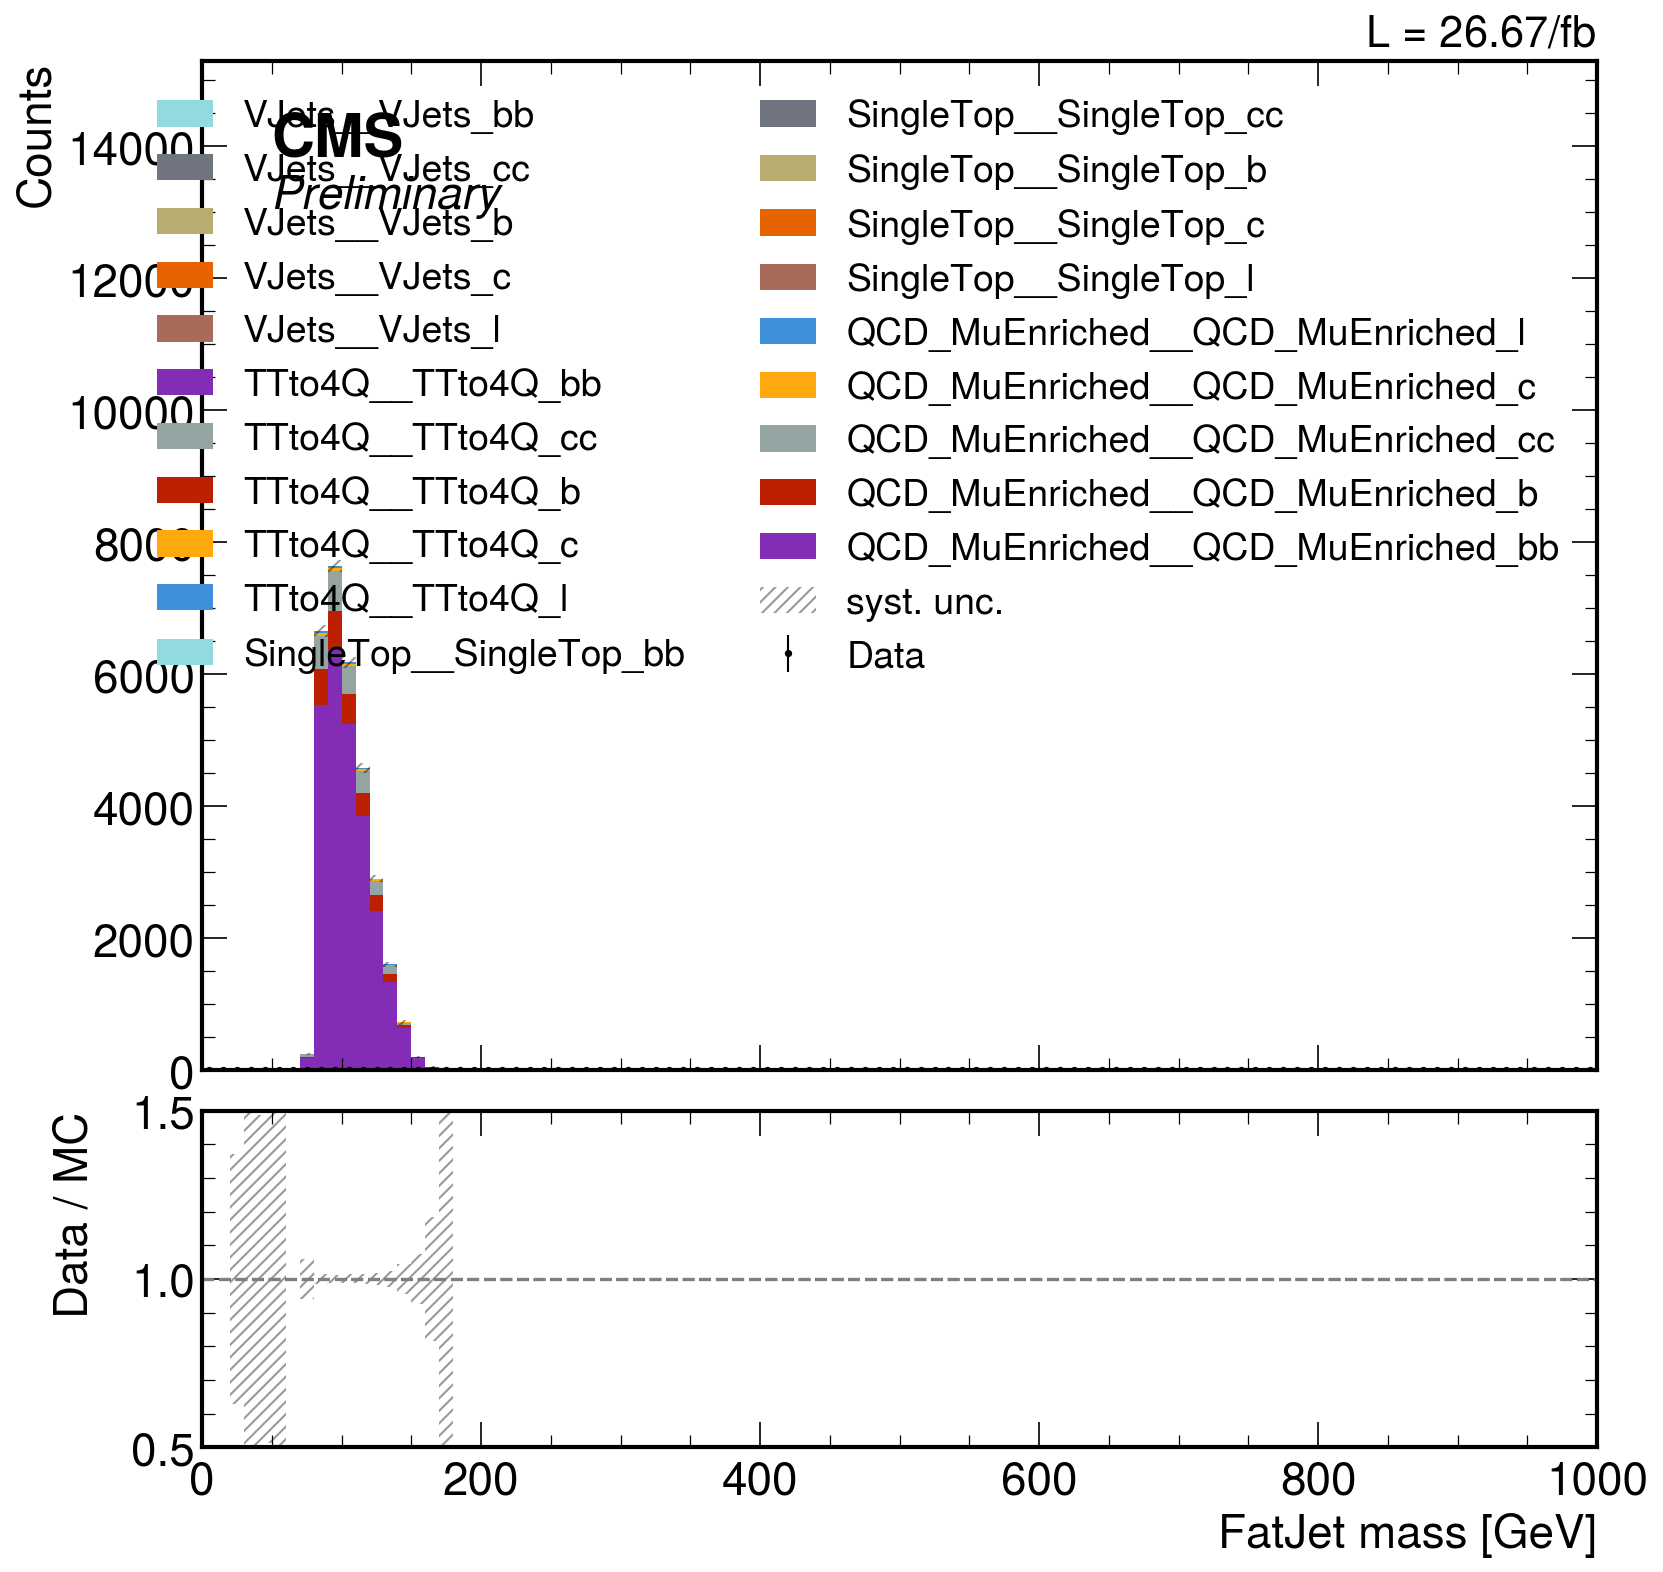 L = 26.67/fb
Counts
CMS
Preliminary
VJets__VJets_bb
VJets__VJets_cc
VJets__VJets_b
VJets__VJets_c
VJets__VJets_l
TTto4Q__TTto4Q_bb
TTto4Q__TTto4Q_cc
TTto4Q__TTto4Q_b
TTto4Q__TTto4Q_c
TTto4Q__TTto4Q_l
SingleTop__SingleTop_bb
SingleTop__SingleTop_cc
SingleTop__SingleTop_b
SingleTop__SingleTop_c
SingleTop__SingleTop_l
QCD_MuEnriched__QCD_MuEnriched_l
QCD_MuEnriched__QCD_MuEnriched_c
QCD_MuEnriched__QCD_MuEnriched_cc
QCD_MuEnriched__QCD_MuEnriched_b
QCD_MuEnriched__QCD_MuEnriched_bb
syst. unc.
Data
14000
12000
10000
8000
6000
4000
2000
0
Data / MC
1.5
1.0
0.5
0 200 400 600 800 1000
FatJet mass [GeV]